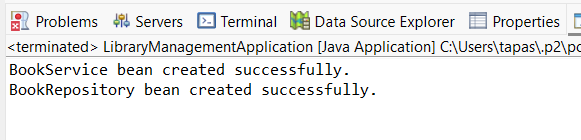 Problems Servers Terminal Data Source Explorer Properties
<terminated> LibraryManagementApplication [Java Application] C:\Users\tapas\.p2\po
BookService bean created successfully.
BookRepository bean created successfully.